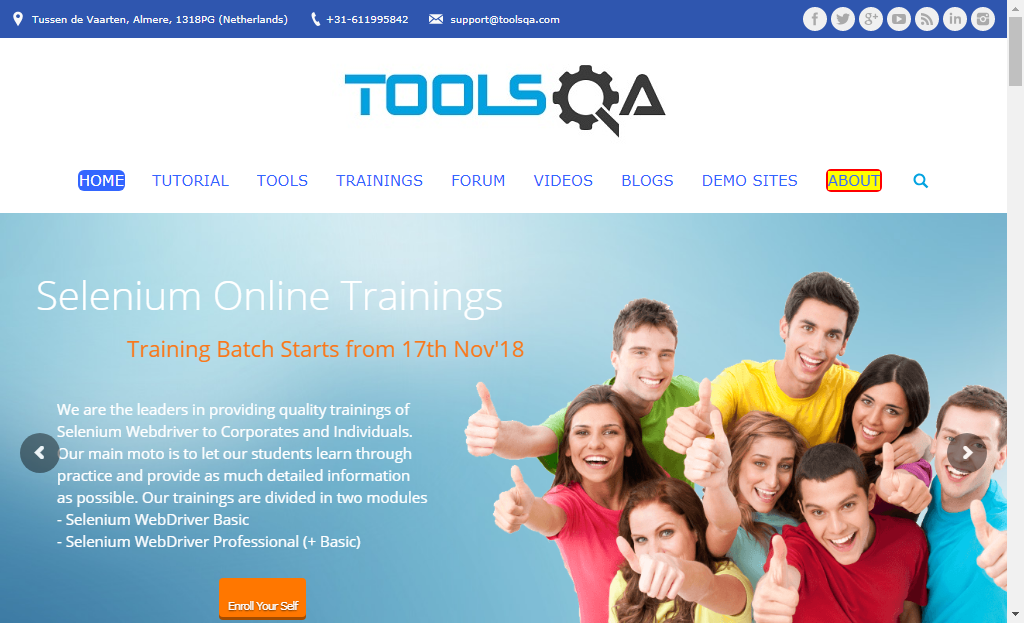 Tussen de Vaarten, Almere, 1318PG (Netherlands) +31-611995842 support@toolsqa.com
TOOLSQA
HOME TUTORIAL TOOLS TRAININGS FORUM VIDEOS BLOGS DEMO SITES ABOUT
Selenium Online Trainings
Training Batch Starts from 17th Nov'18
We are the leaders in providing quality trainings of
Selenium Webdriver to Corporates and Individuals.
Our main moto is to let our students learn through
practice and provide as much detailed information
as possible. Our trainings are divided in two modules
- Selenium WebDriver Basic
- Selenium WebDriver Professional (+ Basic)
Enroll Your Self